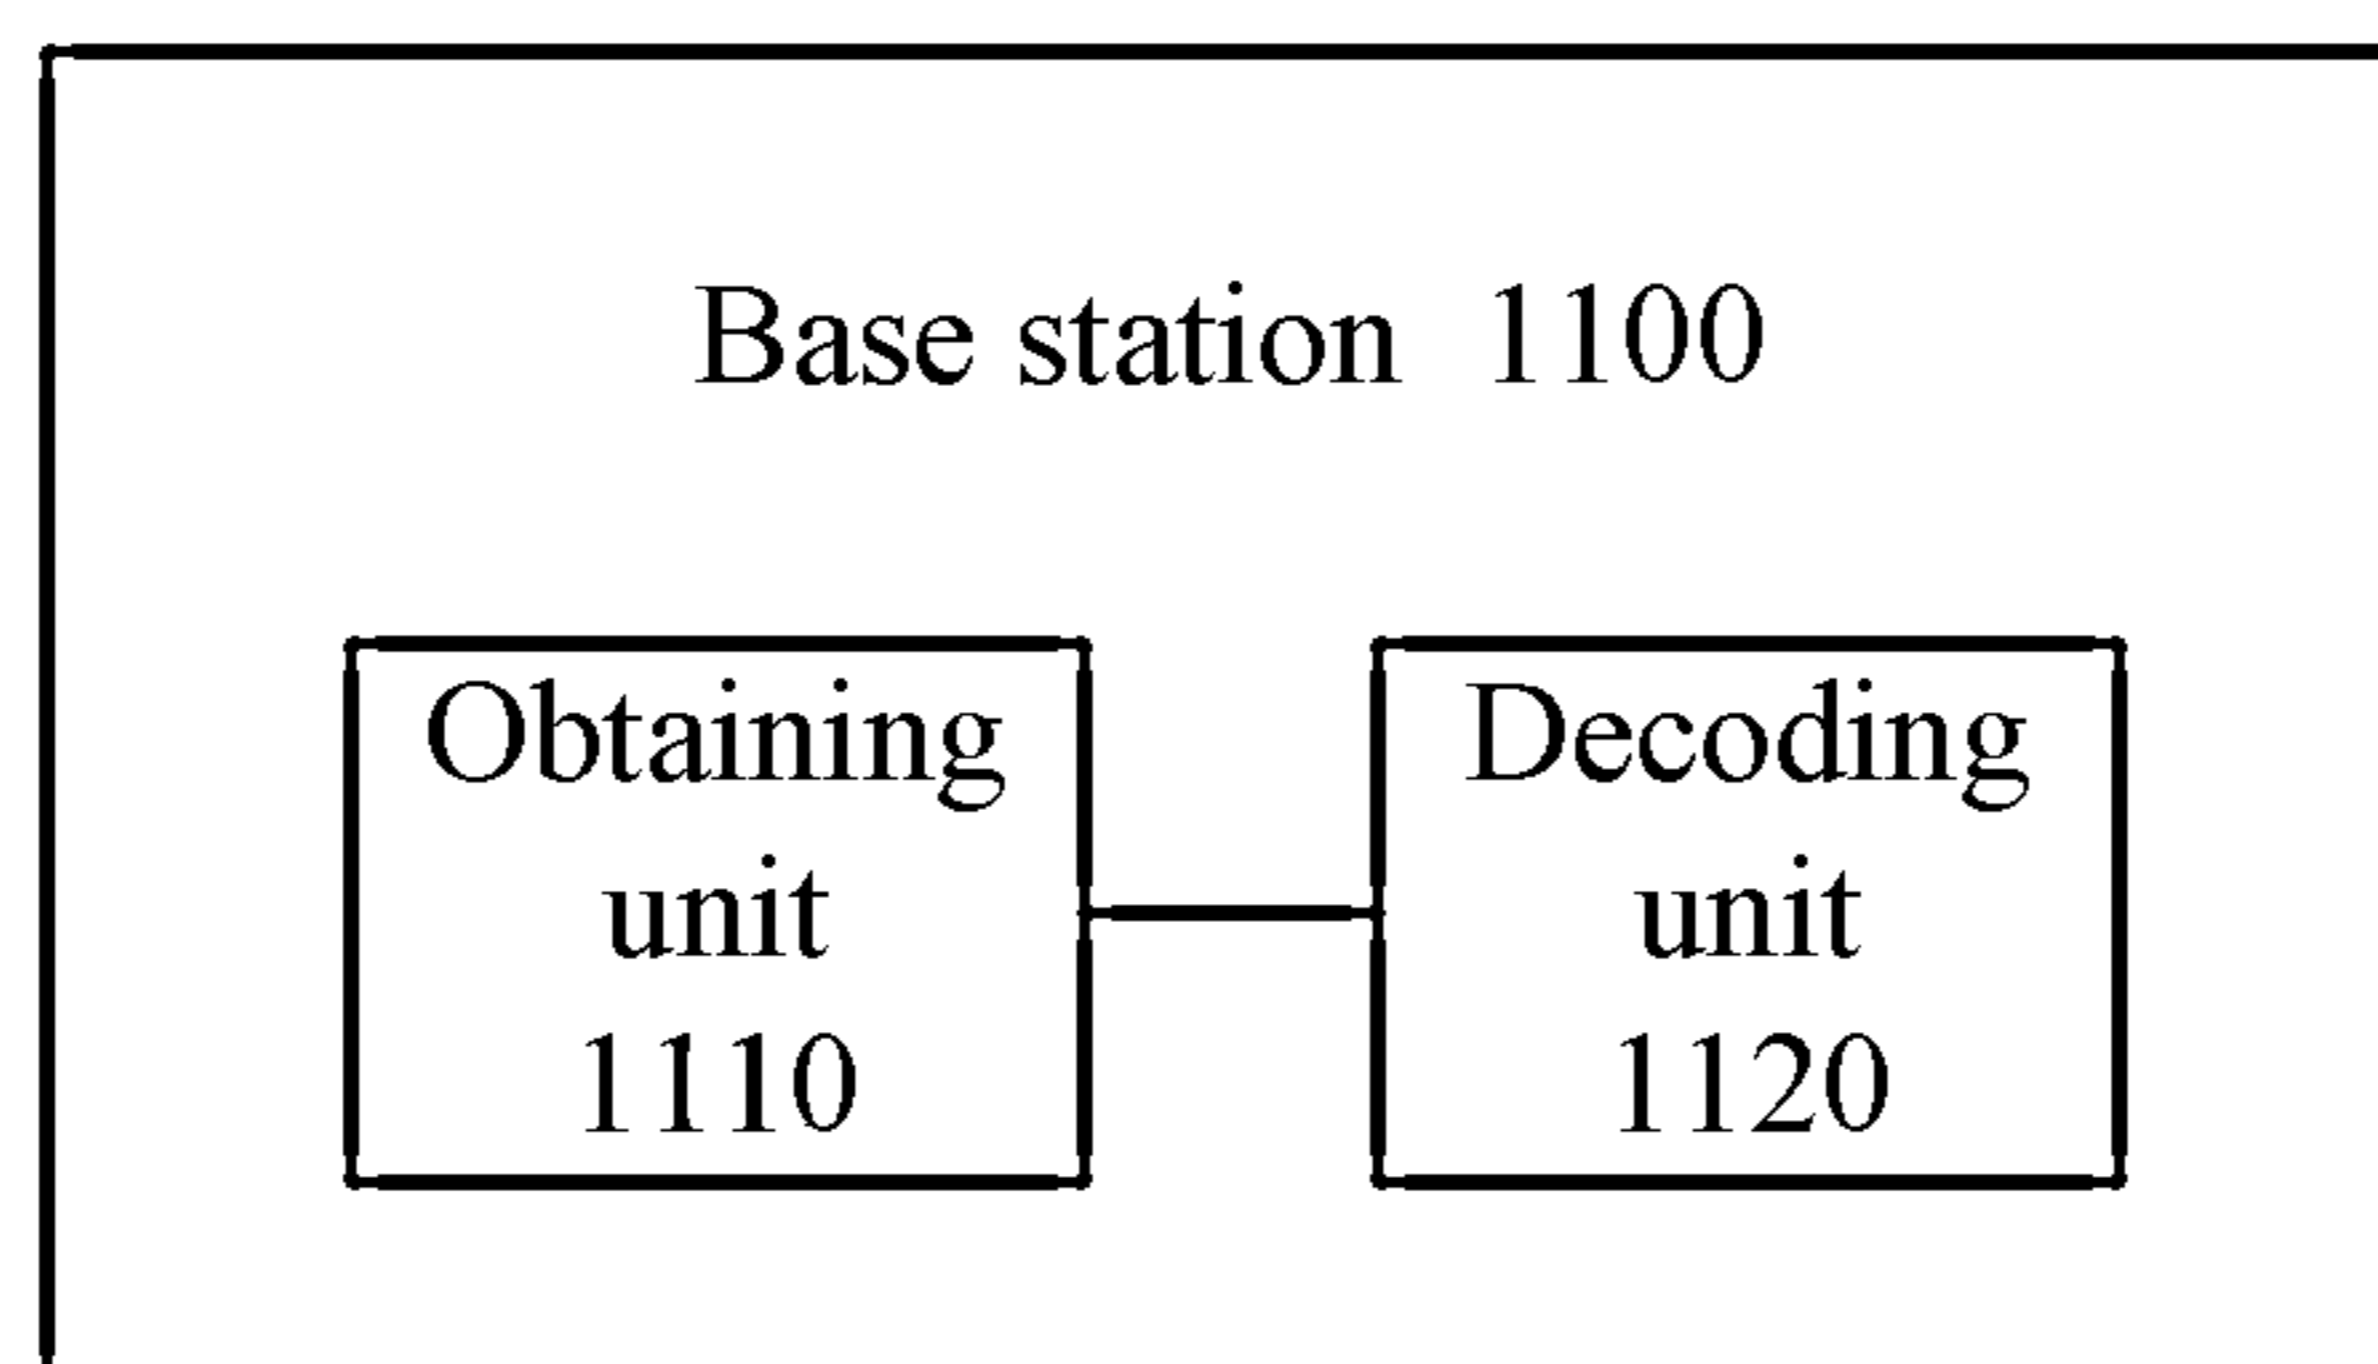 Base station 1100
Obtaining
unit
1110
Decoding
unit
1120